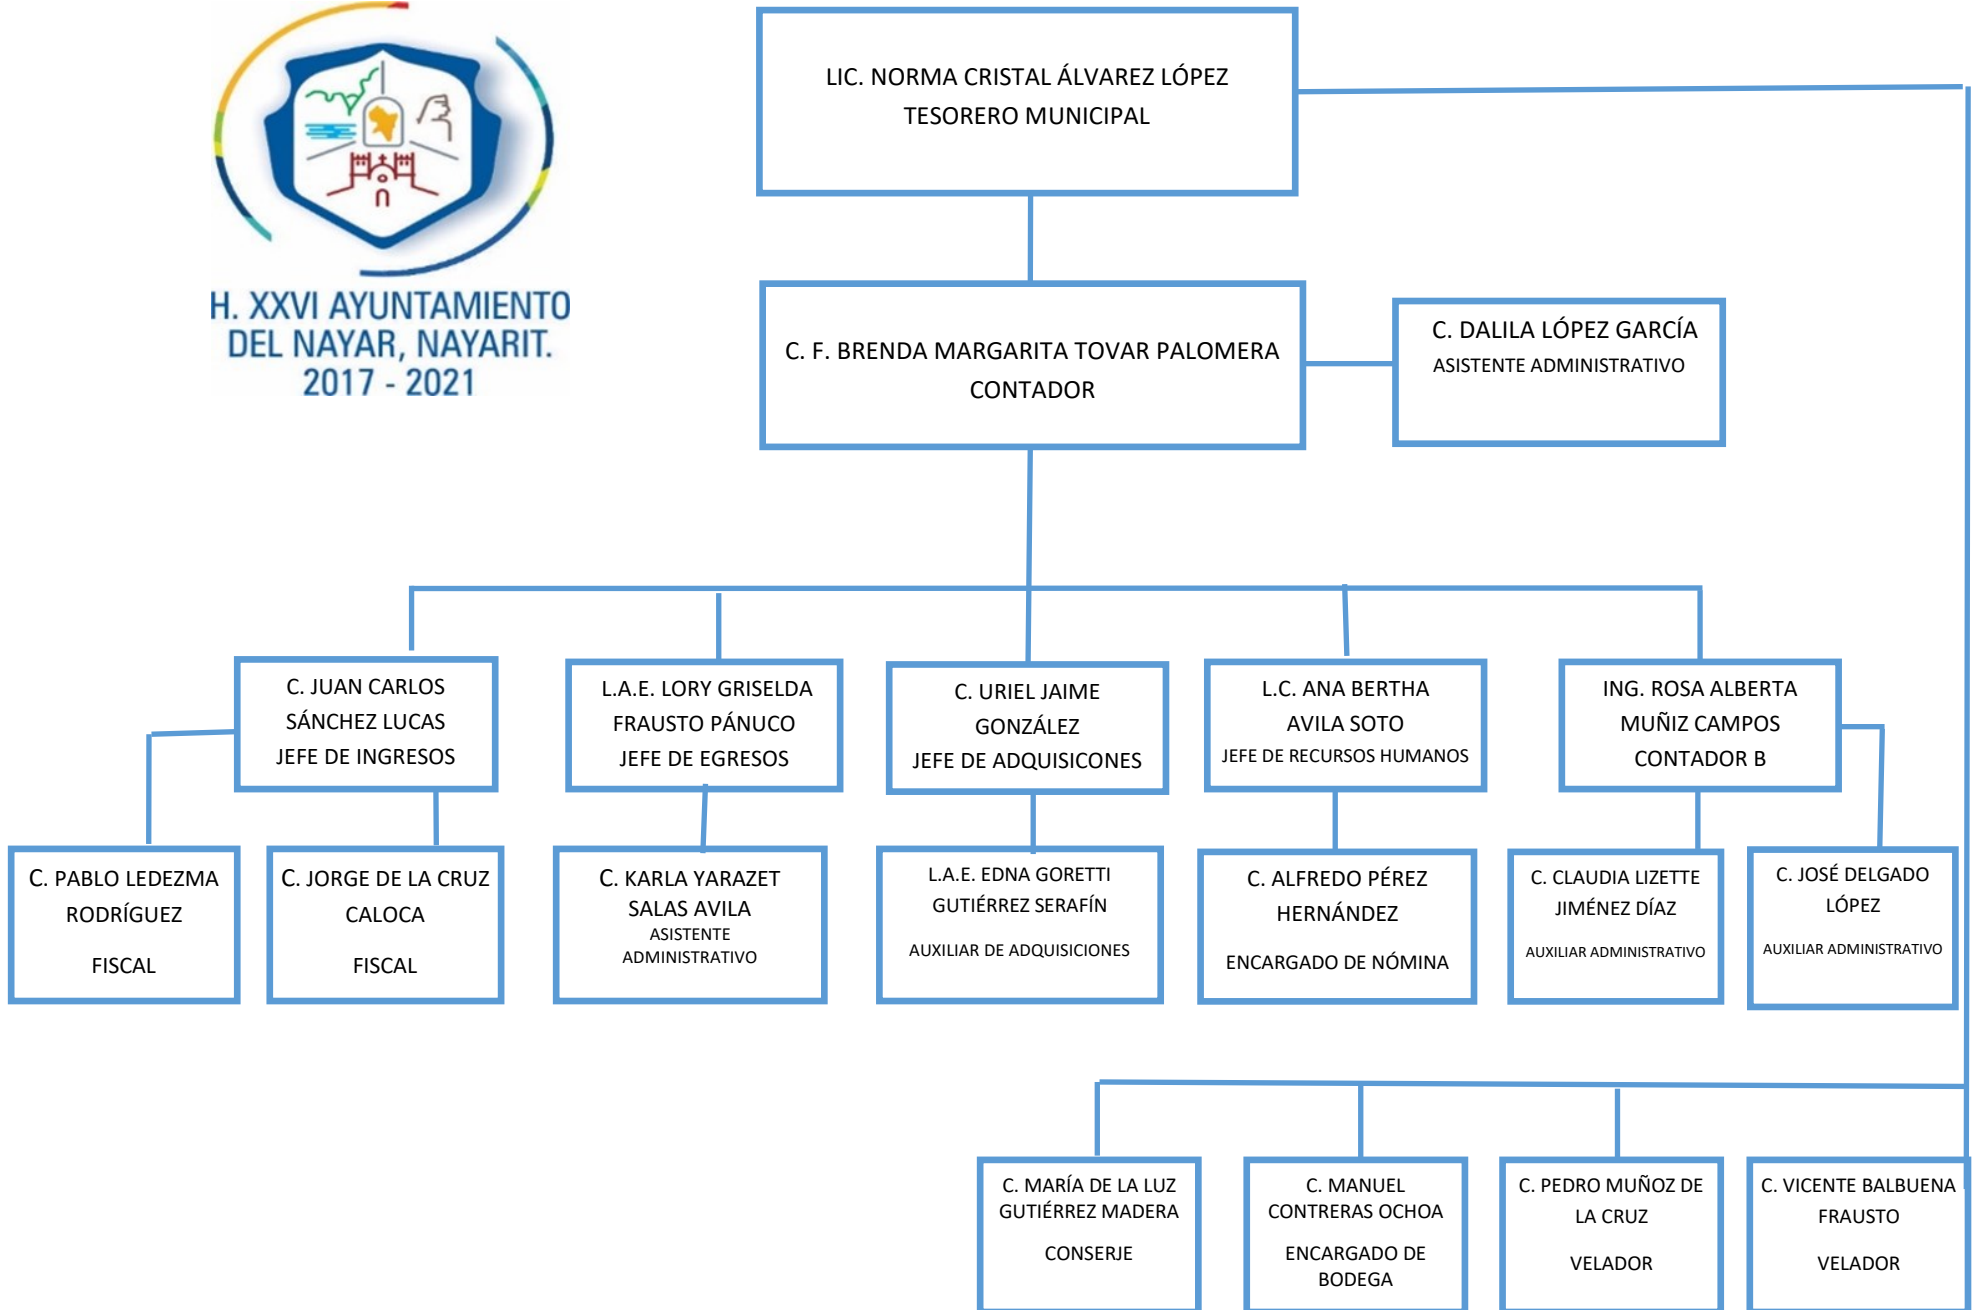 H. XXVI AYUNTAMIENTO
DEL NAYAR, NAYARIT.
2017 - 2021
LIC. NORMA CRISTAL ÁLVAREZ LÓPEZ
TESORERO MUNICIPAL
C. F. BRENDA MARGARITA TOVAR PALOMERA
CONTADOR
C. DALILA LÓPEZ GARCÍA
ASISTENTE ADMINISTRATIVO
C. JUAN CARLOS
SÁNCHEZ LUCAS
JEFE DE INGRESOS
L.A.E. LORY GRISELDA
FRAUSTO PÁNUCO
JEFE DE EGRESOS
C. URIEL JAIME
GONZÁLEZ
JEFE DE ADQUISICONES
L.C. ANA BERTHA
AVILA SOTO
JEFE DE RECURSOS HUMANOS
ING. ROSA ALBERTA
MUÑIZ CAMPOS
CONTADOR B
C. PABLO LEDEZMA
RODRÍGUEZ
FISCAL
C. JORGE DE LA CRUZ
CALOCA
FISCAL
C. KARLA YARAZET
SALAS AVILA
ASISTENTE
ADMINISTRATIVO
L.A.E. EDNA GORETTI
GUTIÉRREZ SERAFÍN
AUXILIAR DE ADQUISICIONES
C. ALFREDO PÉREZ
HERNÁNDEZ
ENCARGADO DE NÓMINA
C. CLAUDIA LIZETTE
JIMÉNEZ DÍAZ
AUXILIAR ADMINISTRATIVO
C. JOSÉ DELGADO
LÓPEZ
AUXILIAR ADMINISTRATIVO
C. MARÍA DE LA LUZ
GUTIÉRREZ MADERA
CONSERJE
C. MANUEL
CONTRERAS OCHOA
ENCARGADO DE
BODEGA
C. PEDRO MUÑOZ DE
LA CRUZ
VELADOR
C. VICENTE BALBUENA
FRAUSTO
VELADOR